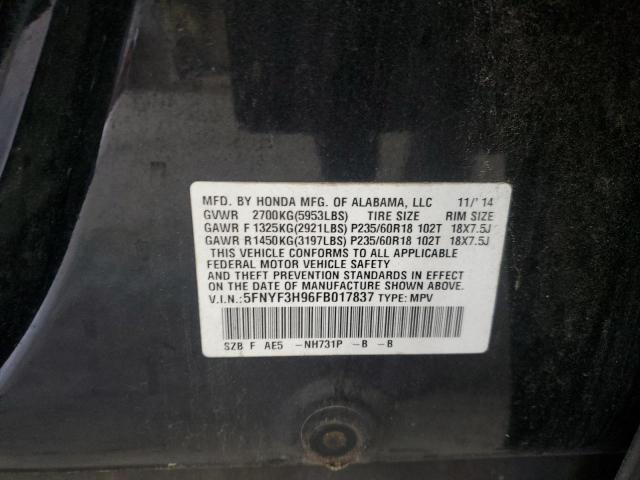 MFD. BY HONDA MFG. OF ALABAMA, LLC 11/'14
GVWR 2700KG(5953LBS) TIRE SIZE RIM SIZE
GAWR F 1325KG(2921LBS) P235/60R18 102T 18X7.5J
GAWR R1450KG(3197LBS) P235/60R18 102T 18X7.5J
THIS VEHICLE CONFORMS TO ALL APPLICABLE
FEDERAL MOTOR VEHICLE SAFETY
AND THEFT PREVENTION STANDARDS IN EFFECT
ON THE DATE OF MANUFACTURE SHOWN ABOVE.
V.I.N.: 5FNYF3H96FB017837 TYPE: MPV
SZB F AE5 -NH731P -B -B